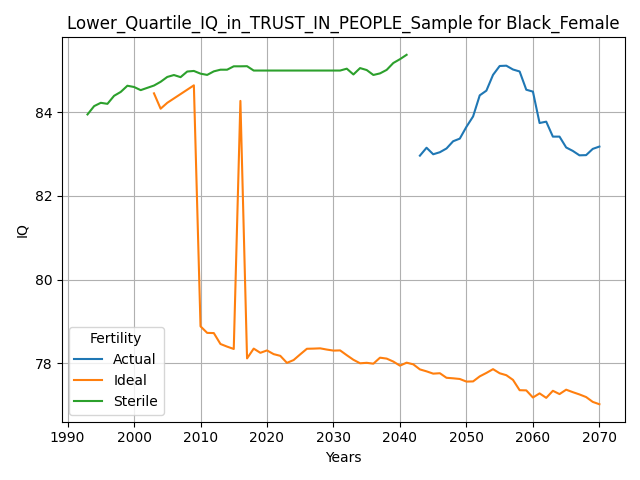 Lower_Quartile_IQ_in_TRUST_IN_PEOPLE_Sample for Black_Female
IQ
84
82
80
78
Fertility
Actual
Ideal
Sterile
1990 2000 2010 2020 2030 2040 2050 2060 2070
Years